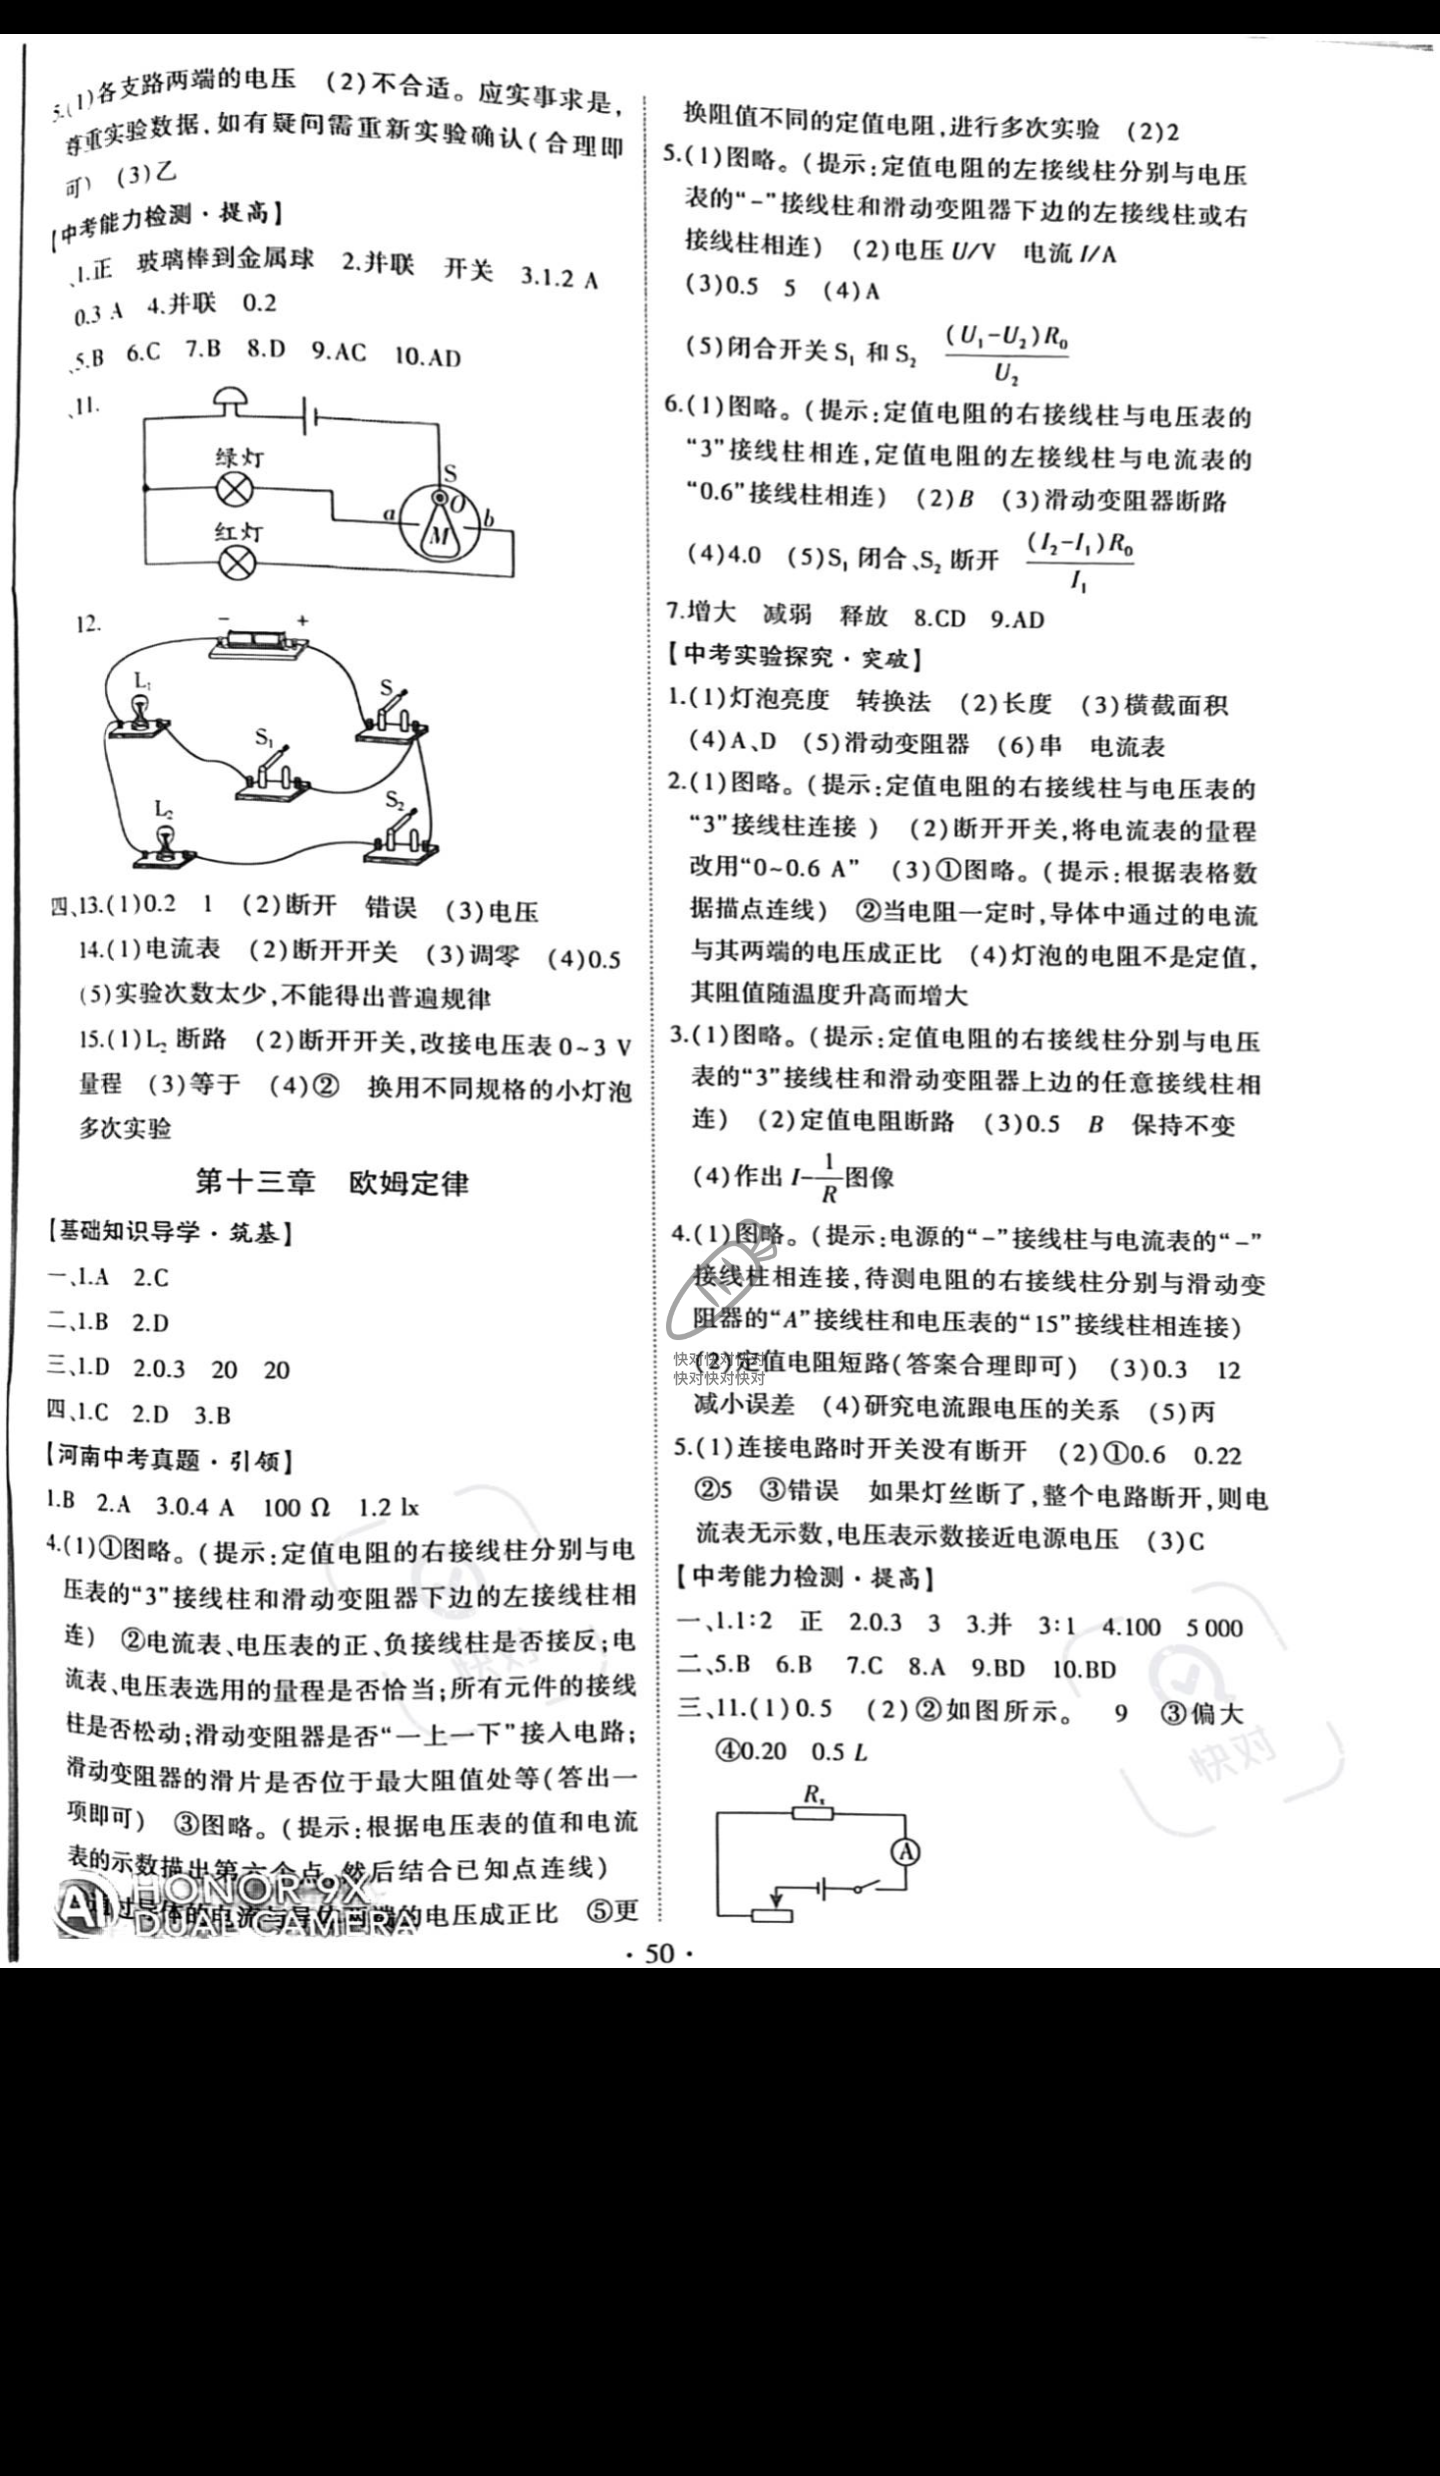 5.(1)各支路两端的电压 (2)不合适。应实事求是,
尊重实验数据,如有疑问需重新实验确认(合理即
可) (3)乙
【中考能力检测·提高】
、1.正 玻璃棒到金属球 2.并联 开关 3.1.2 A
0.3 A 4.并联 0.2
、5.B 6.C 7.B 8.D 9.AC 10.AD
、11.
绿灯
红灯
S
O
a
b
M
12.
- +
L₁
S
S₁
L₂
S₂
四、13.(1)0.2 1 (2)断开 错误 (3)电压
14.(1)电流表 (2)断开开关 (3)调零 (4)0.5
(5)实验次数太少,不能得出普遍规律
15.(1)L₂ 断路 (2)断开开关,改接电压表 0~3 V
量程 (3)等于 (4)② 换用不同规格的小灯泡
多次实验
第十三章 欧姆定律
【基础知识导学·筑基】
一、1.A 2.C
二、1.B 2.D
三、1.D 2.0.3 20 20
四、1.C 2.D 3.B
【河南中考真题·引领】
1.B 2.A 3.0.4 A 100 Ω 1.2 lx
4.(1)①图略。(提示:定值电阻的右接线柱分别与电
压表的“3”接线柱和滑动变阻器下边的左接线柱相
连) ②电流表、电压表的正、负接线柱是否接反;电
流表、电压表选用的量程是否恰当;所有元件的接线
柱是否松动;滑动变阻器是否“一上一下”接入电路;
滑动变阻器的滑片是否位于最大阻值处等(答出一
项即可) ③图略。(提示:根据电压表的值和电流
表的示数描出第六个点,然后结合已知点连线)
通过导体的电流与导体两端的电压成正比 ⑤更
AI HONOR 9X
DUAL CAMERA
换阻值不同的定值电阻,进行多次实验 (2)2
5.(1)图略。(提示:定值电阻的左接线柱分别与电压
表的“-”接线柱和滑动变阻器下边的左接线柱或右
接线柱相连) (2)电压 U/V 电流 I/A
(3)0.5 5 (4)A
(5)闭合开关 S₁ 和 S₂ (U₁-U₂)R₀/U₂
6.(1)图略。(提示:定值电阻的右接线柱与电压表的
“3”接线柱相连,定值电阻的左接线柱与电流表的
“0.6”接线柱相连) (2)B (3)滑动变阻器断路
(4)4.0 (5)S₁ 闭合、S₂ 断开 (I₂-I₁)R₀/I₁
7.增大 减弱 释放 8.CD 9.AD
【中考实验探究·突破】
1.(1)灯泡亮度 转换法 (2)长度 (3)横截面积
(4)A、D (5)滑动变阻器 (6)串 电流表
2.(1)图略。(提示:定值电阻的右接线柱与电压表的
“3”接线柱连接 ) (2)断开开关,将电流表的量程
改用“0~0.6 A” (3)①图略。(提示:根据表格数
据描点连线) ②当电阻一定时,导体中通过的电流
与其两端的电压成正比 (4)灯泡的电阻不是定值,
其阻值随温度升高而增大
3.(1)图略。(提示:定值电阻的右接线柱分别与电压
表的“3”接线柱和滑动变阻器上边的任意接线柱相
连) (2)定值电阻断路 (3)0.5 B 保持不变
(4)作出 I-1/R图像
4.(1)图略。(提示:电源的“-”接线柱与电流表的“-”
接线柱相连接,待测电阻的右接线柱分别与滑动变
阻器的“A”接线柱和电压表的“15”接线柱相连接)
(2)定值电阻短路(答案合理即可) (3)0.3 12
快对快对快对
快对快对快对
减小误差 (4)研究电流跟电压的关系 (5)丙
5.(1)连接电路时开关没有断开 (2)①0.6 0.22
②5 ③错误 如果灯丝断了,整个电路断开,则电
流表无示数,电压表示数接近电源电压 (3)C
【中考能力检测·提高】
一、1.1∶2 正 2.0.3 3 3.并 3∶1 4.100 5 000
二、5.B 6.B 7.C 8.A 9.BD 10.BD
三、11.(1)0.5 (2)②如图所示。 9 ③偏大
④0.20 0.5 L
Rₓ
A
快对
快对
·50·